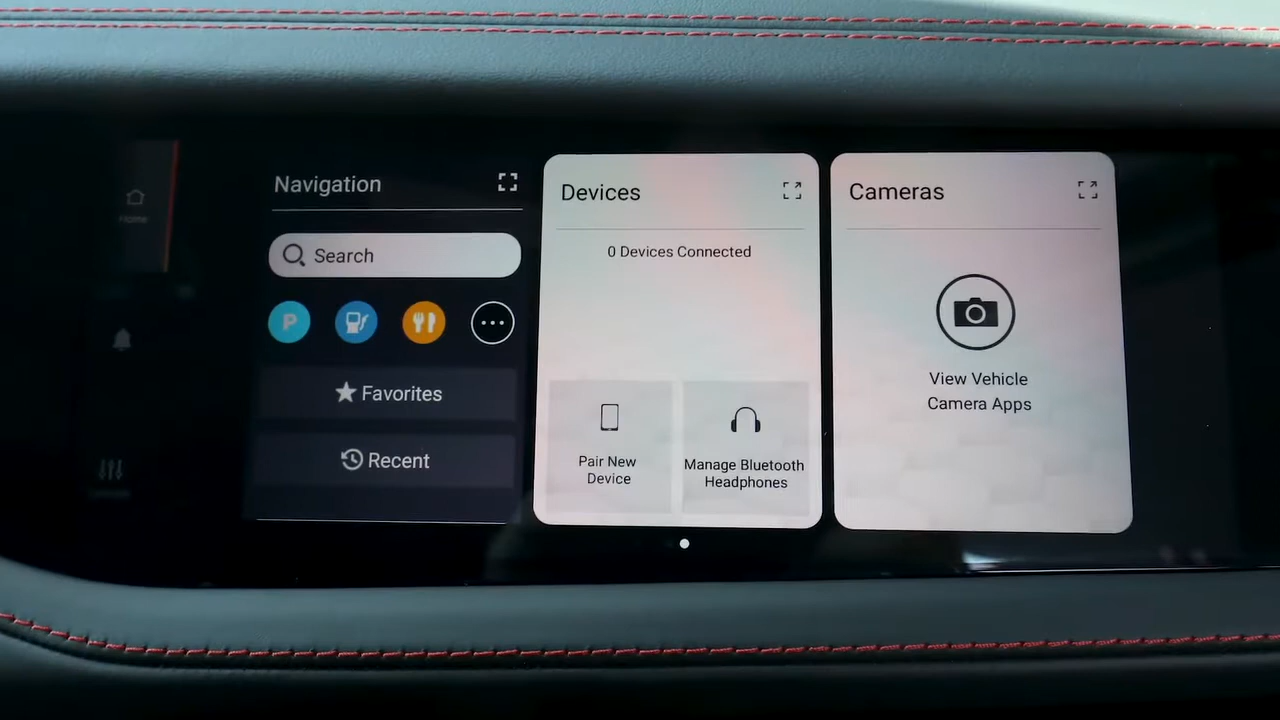 Home
Navigation
Search
P
Favorites
Recent
Devices
0 Devices Connected
Pair New
Device
Manage Bluetooth
Headphones
Cameras
View Vehicle
Camera Apps